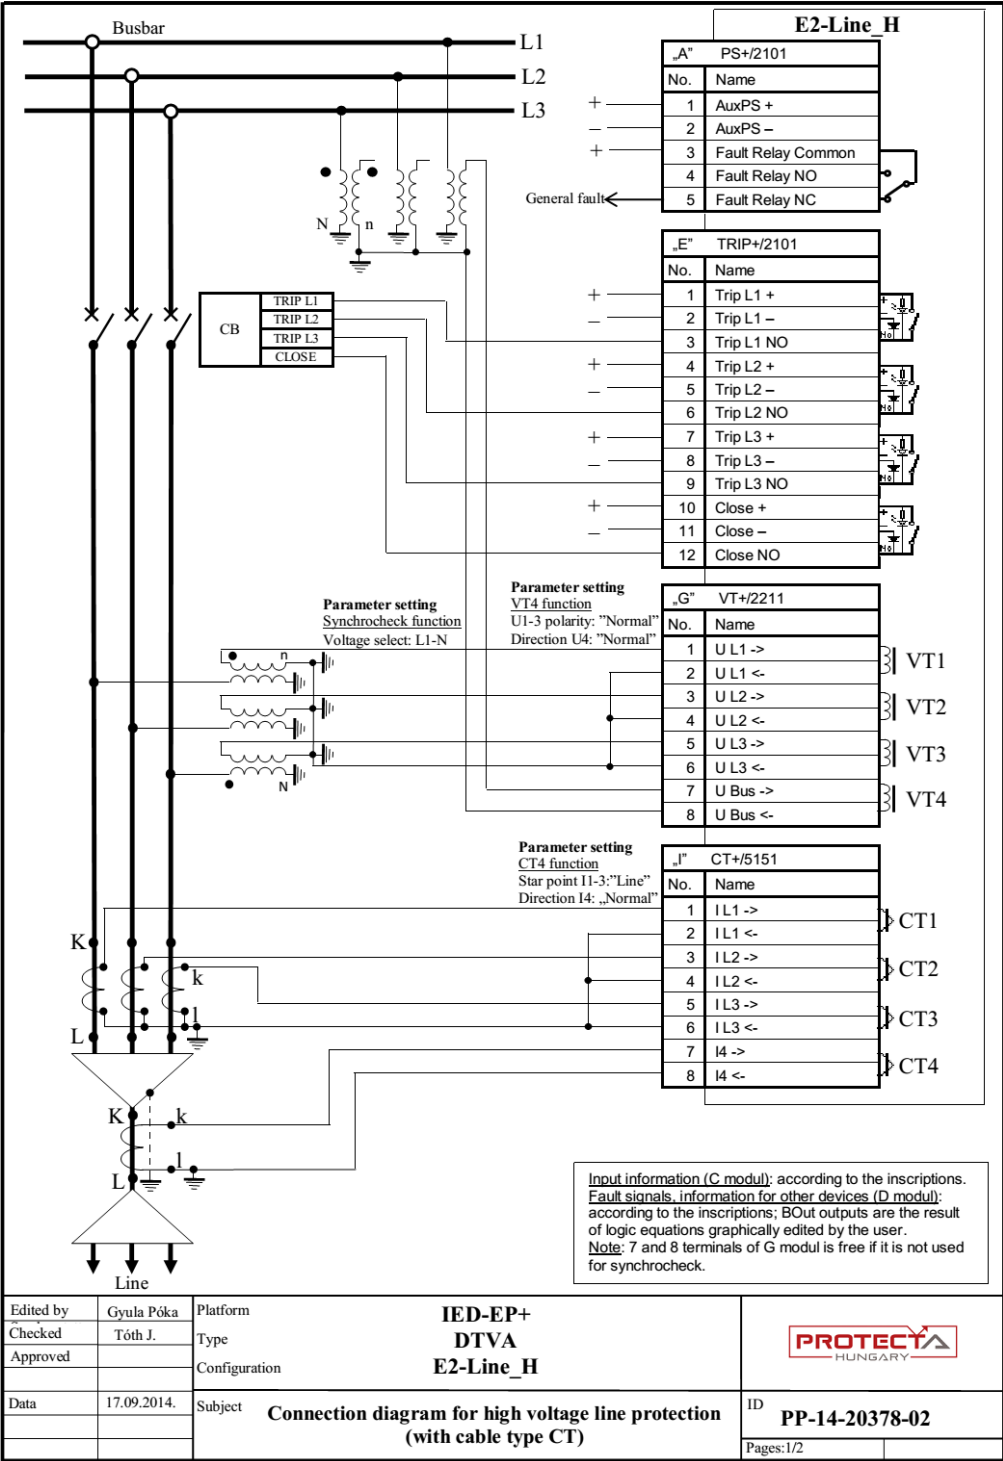 Busbar
L1
L2
L3
N
n
E2-Line_H
„A” PS+/2101
No. Name
+ 1 AuxPS +
– 2 AuxPS –
+ 3 Fault Relay Common
4 Fault Relay NO
General fault 5 Fault Relay NC
„E” TRIP+/2101
No. Name
+ 1 Trip L1 +
– 2 Trip L1 –
3 Trip L1 NO
+ 4 Trip L2 +
– 5 Trip L2 –
6 Trip L2 NO
+ 7 Trip L3 +
– 8 Trip L3 –
9 Trip L3 NO
+ 10 Close +
– 11 Close –
12 Close NO
CB
TRIP L1
TRIP L2
TRIP L3
CLOSE
Parameter setting
Synchrocheck function
Voltage select: L1-N
Parameter setting
VT4 function
U1-3 polarity: ”Normal”
Direction U4: ”Normal”
n
N
„G” VT+/2211
No. Name
1 U L1 ->
2 U L1 <-
3 U L2 ->
4 U L2 <-
5 U L3 ->
6 U L3 <-
7 U Bus ->
8 U Bus <-
VT1
VT2
VT3
VT4
Parameter setting
CT4 function
Star point I1-3:”Line”
Direction I4: „Normal”
„I” CT+/5151
No. Name
1 I L1 ->
2 I L1 <-
3 I L2 ->
4 I L2 <-
5 I L3 ->
6 I L3 <-
7 I4 ->
8 I4 <-
CT1
CT2
CT3
CT4
K
k
l
L
K
k
l
L
Line
Input information (C modul): according to the inscriptions.
Fault signals, information for other devices (D modul):
according to the inscriptions; BOut outputs are the result
of logic equations graphically edited by the user.
Note: 7 and 8 terminals of G modul is free if it is not used
for synchrocheck.
Edited by Gyula Póka
Checked Tóth J.
Approved
Data 17.09.2014.
Platform IED-EP+
Type DTVA
Configuration E2-Line_H
Subject Connection diagram for high voltage line protection
(with cable type CT)
PROTECTA
HUNGARY
ID
PP-14-20378-02
Pages:1/2